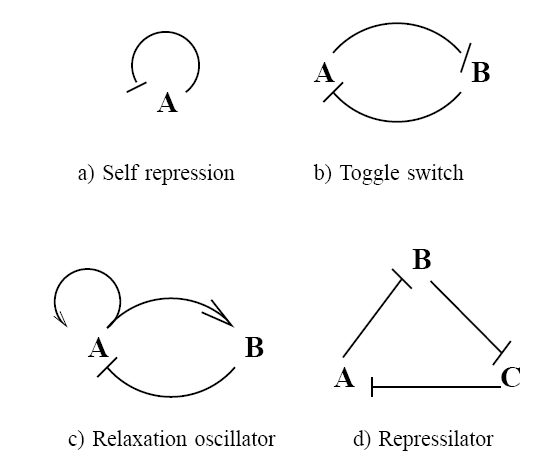 A
a) Self repression
A B
b) Toggle switch
A B
c) Relaxation oscillator
B
A C
d) Repressilator